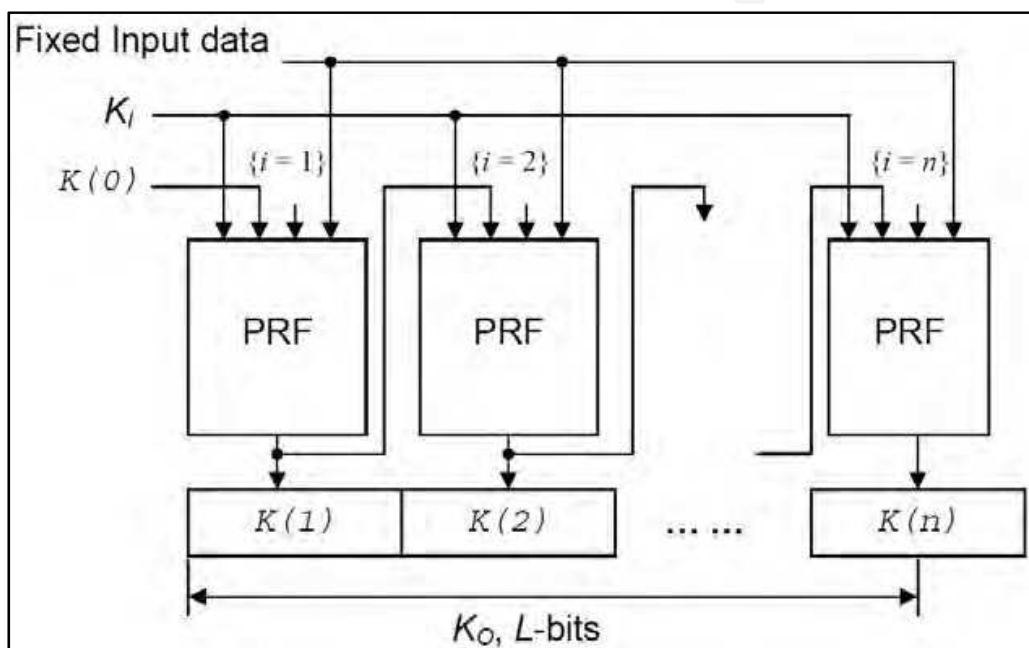 Fixed Input data
K_I
K(0)
{i = 1} {i = 2} {i = n}
PRF PRF PRF
K(1) K(2) ... ... K(n)
K_O, L-bits